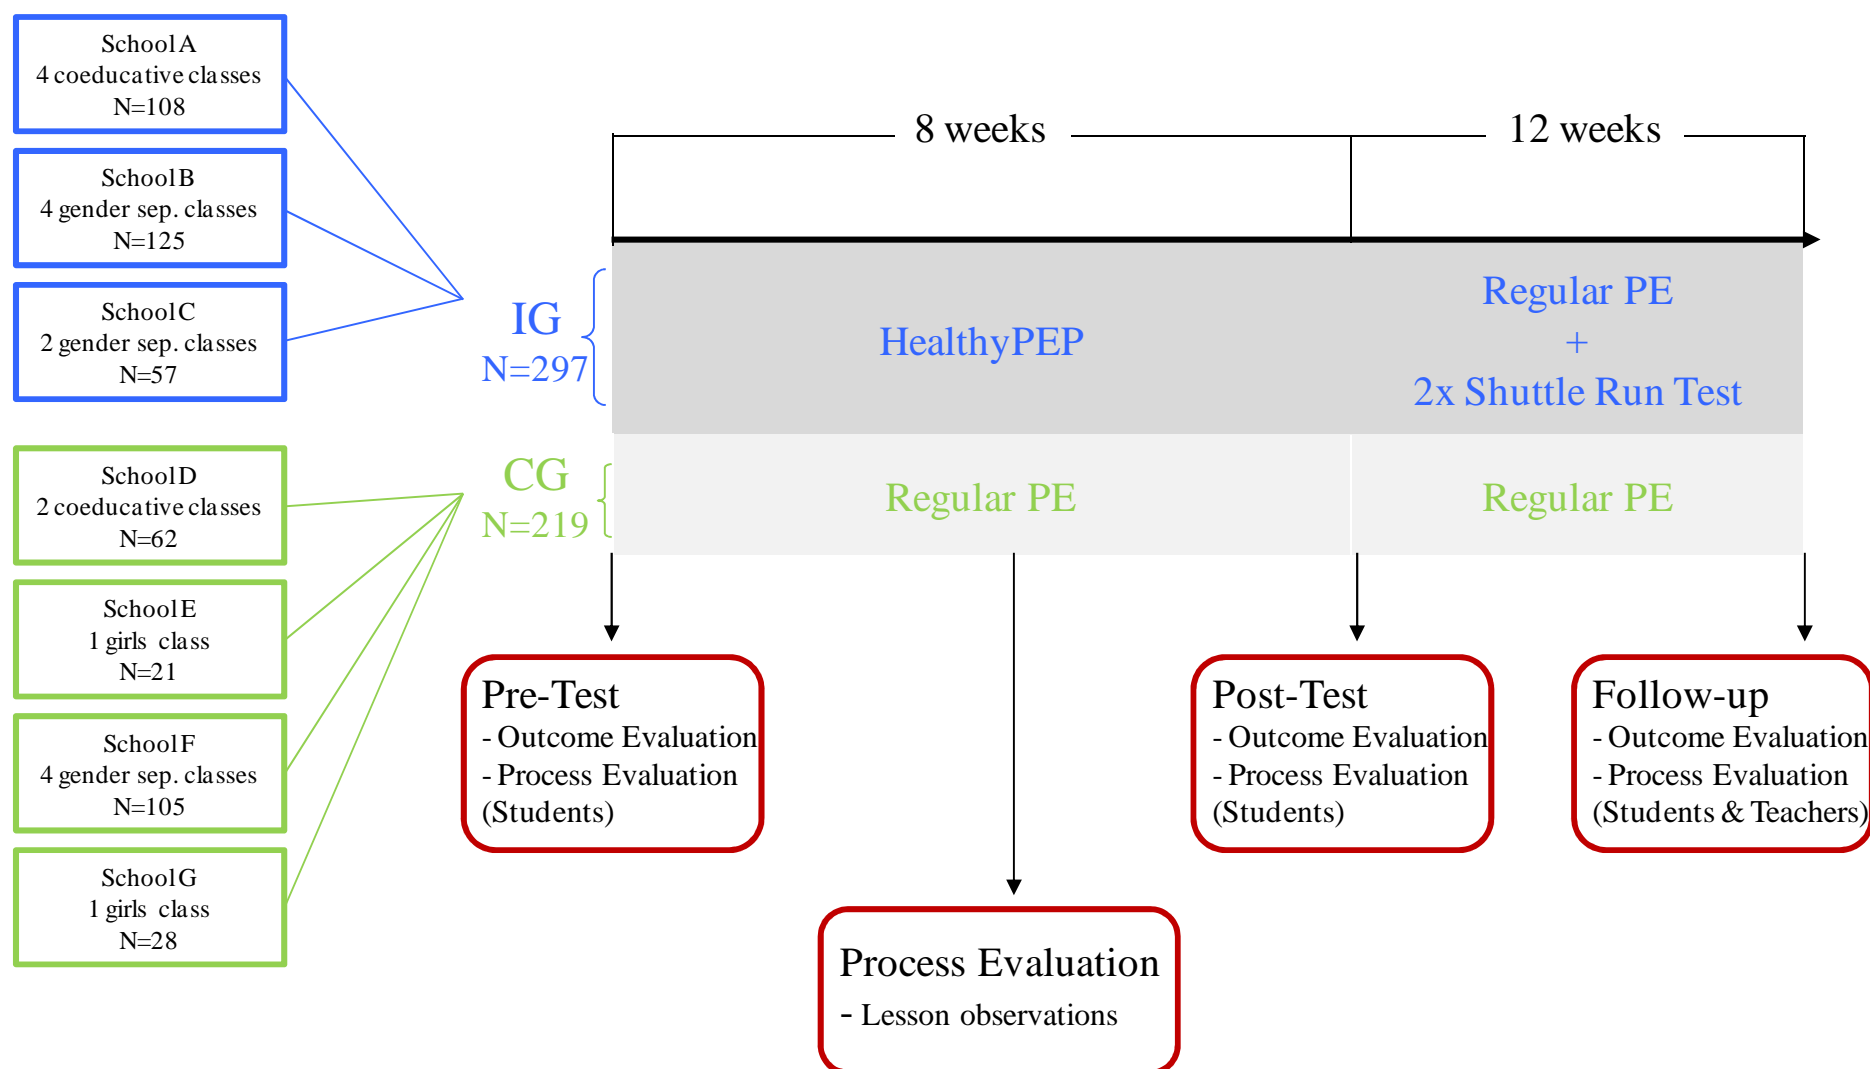 School A
4 coeducative classes
N=108
School B
4 gender sep. classes
N=125
School C
2 gender sep. classes
N=57
School D
2 coeducative classes
N=62
School E
1 girls class
N=21
School F
4 gender sep. classes
N=105
School G
1 girls class
N=28
8 weeks
12 weeks
IG
N=297
HealthyPEP
Regular PE
+
2x Shuttle Run Test
CG
N=219
Regular PE
Regular PE
Pre-Test
- Outcome Evaluation
- Process Evaluation
(Students)
Process Evaluation
- Lesson observations
Post-Test
- Outcome Evaluation
- Process Evaluation
(Students)
Follow-up
- Outcome Evaluation
- Process Evaluation
(Students & Teachers)